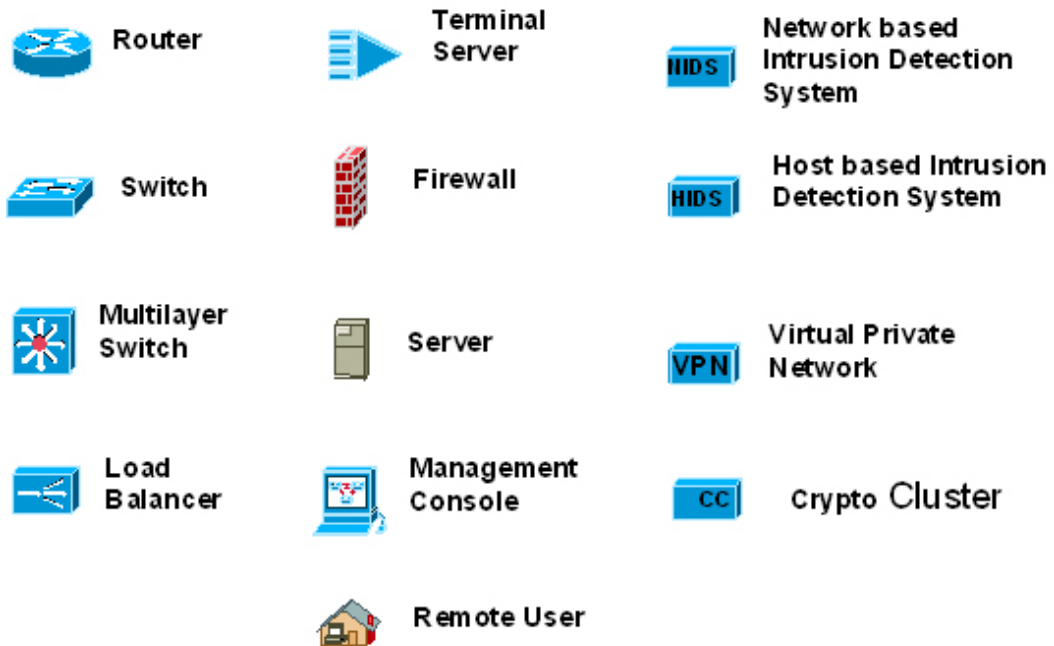 Router
Terminal
Server
NIDS
Network based
Intrusion Detection
System
Switch
Firewall
HIDS
Host based Intrusion
Detection System
Multilayer
Switch
Server
VPN
Virtual Private
Network
Load
Balancer
Management
Console
CC
Crypto Cluster
Remote User